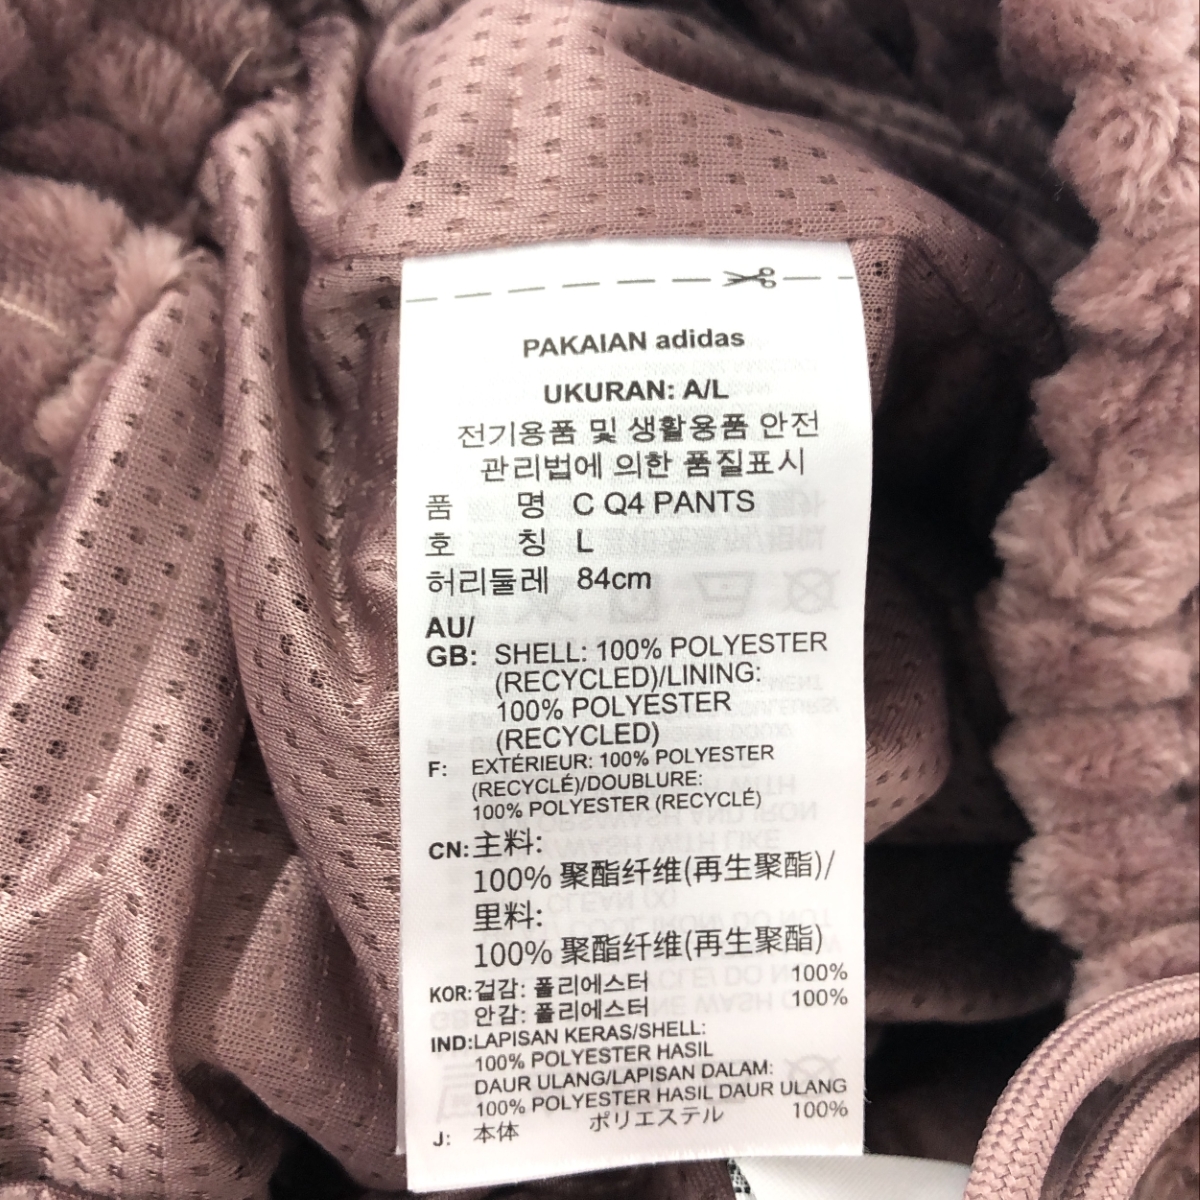 PAKAIAN adidas
UKURAN: A/L
전기용품 및 생활용품 안전
관리법에 의한 품질표시
품 명 C Q4 PANTS
호 칭 L
허리둘레 84cm
AU/
GB: SHELL: 100% POLYESTER
(RECYCLED)/LINING:
100% POLYESTER
(RECYCLED)
F: EXTÉRIEUR: 100% POLYESTER
(RECYCLÉ)/DOUBLURE:
100% POLYESTER (RECYCLÉ)
CN: 主料:
100% 聚酯纤维(再生聚酯)/
里料:
100% 聚酯纤维(再生聚酯)
KOR: 겉감: 폴리에스터 100%
안감: 폴리에스터 100%
IND: LAPISAN KERAS/SHELL:
100% POLYESTER HASIL
DAUR ULANG/LAPISAN DALAM:
100% POLYESTER HASIL DAUR ULANG
J: 本体 ポリエステル 100%